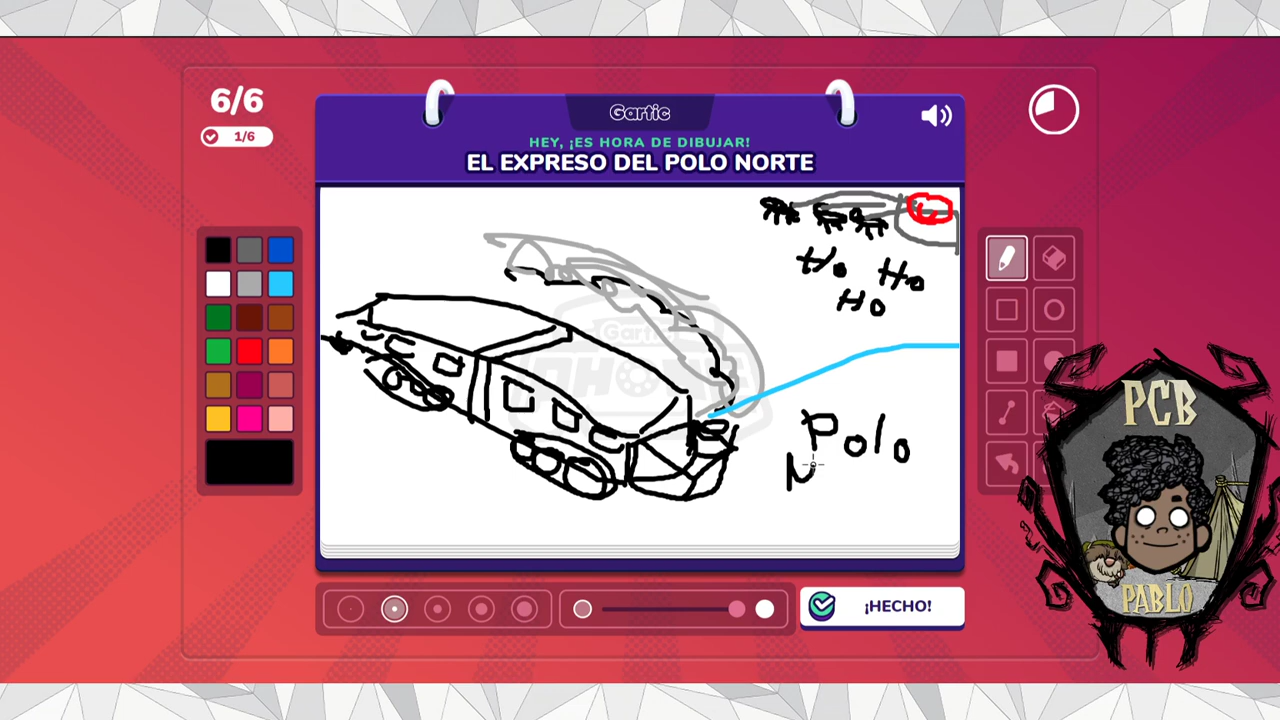 6/6
1/6
Gartic
HEY, ¡ES HORA DE DIBUJAR!
EL EXPRESO DEL POLO NORTE
Ho Ho
Ho
Gartic
Polo
N
¡HECHO!
PCB
PABLO